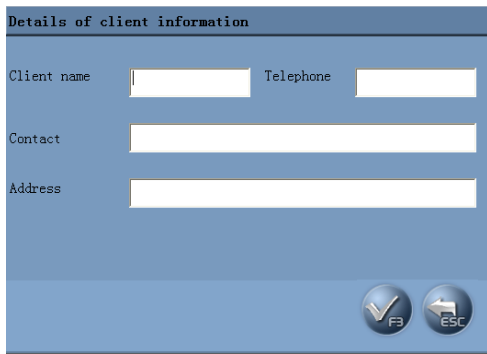 Details of client information
Client name Telephone
Contact
Address
F3 ESC